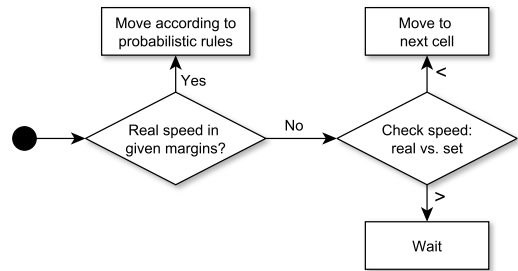 Move according to
probabilistic rules
Move to
next cell
Yes
<
Real speed in
given margins?
No
Check speed:
real vs. set
>
Wait